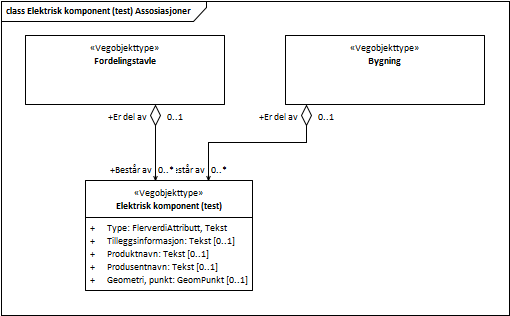 class Elektrisk komponent (test) Assosiasjoner
«Vegobjekttype»
Fordelingstavle
«Vegobjekttype»
Bygning
+Er del av 0..1
+Er del av 0..1
+Består av 0..*
står av 0..*
«Vegobjekttype»
Elektrisk komponent (test)
+ Type: FlerverdiAttributt, Tekst
+ Tilleggsinformasjon: Tekst [0..1]
+ Produktnavn: Tekst [0..1]
+ Produsentnavn: Tekst [0..1]
+ Geometri, punkt: GeomPunkt [0..1]